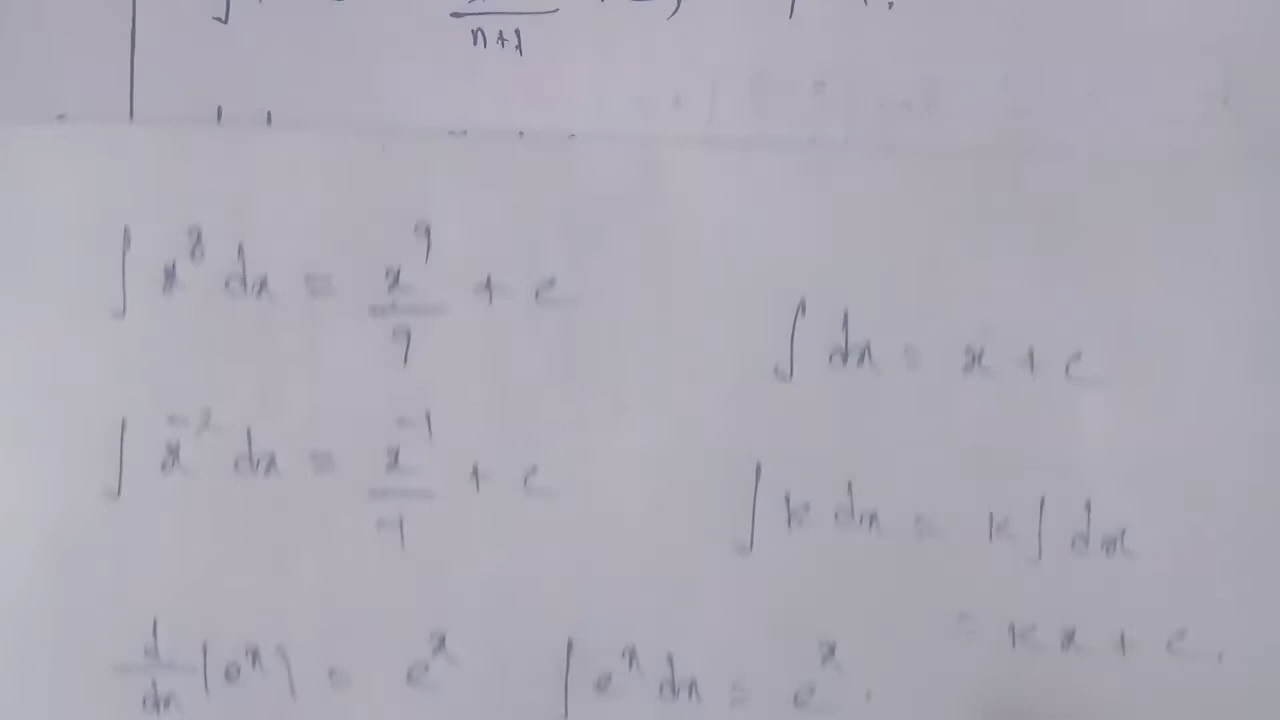 n+1
∫ x⁸ dx = x⁹/9 + c
∫ dx = x + c
∫ x⁻² dx = x⁻¹/-1 + c
∫ k dx = k ∫ dx
= kx + c.
d/dx (eˣ) = eˣ
∫ eˣ dx = eˣ.